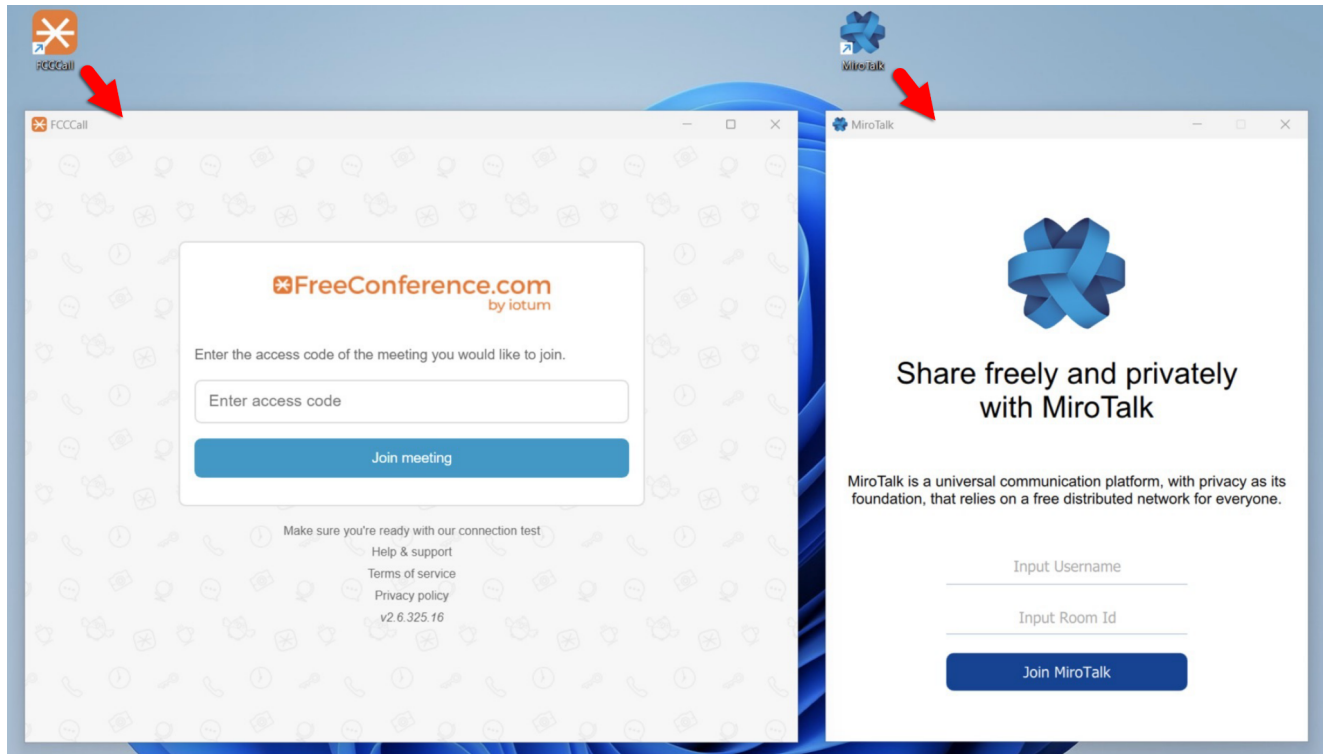 FCCCall
MiroTalk
FCCCall
FreeConference.com
by iotum
Enter the access code of the meeting you would like to join.
Enter access code
Join meeting
Make sure you're ready with our connection test
Help & support
Terms of service
Privacy policy
v2.6.325.16
MiroTalk
Share freely and privately
with MiroTalk
MiroTalk is a universal communication platform, with privacy as its
foundation, that relies on a free distributed network for everyone.
Input Username
Input Room Id
Join MiroTalk